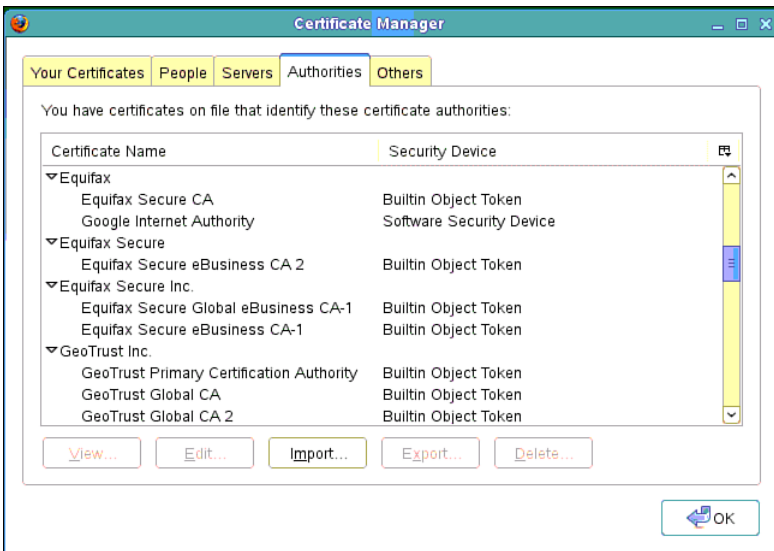 Certificate Manager
Your Certificates People Servers Authorities Others
You have certificates on file that identify these certificate authorities:
Certificate Name Security Device
Equifax
Equifax Secure CA Builtin Object Token
Google Internet Authority Software Security Device
Equifax Secure
Equifax Secure eBusiness CA 2 Builtin Object Token
Equifax Secure Inc.
Equifax Secure Global eBusiness CA-1 Builtin Object Token
Equifax Secure eBusiness CA-1 Builtin Object Token
GeoTrust Inc.
GeoTrust Primary Certification Authority Builtin Object Token
GeoTrust Global CA Builtin Object Token
GeoTrust Global CA 2 Builtin Object Token
View... Edit... Import... Export... Delete...
OK